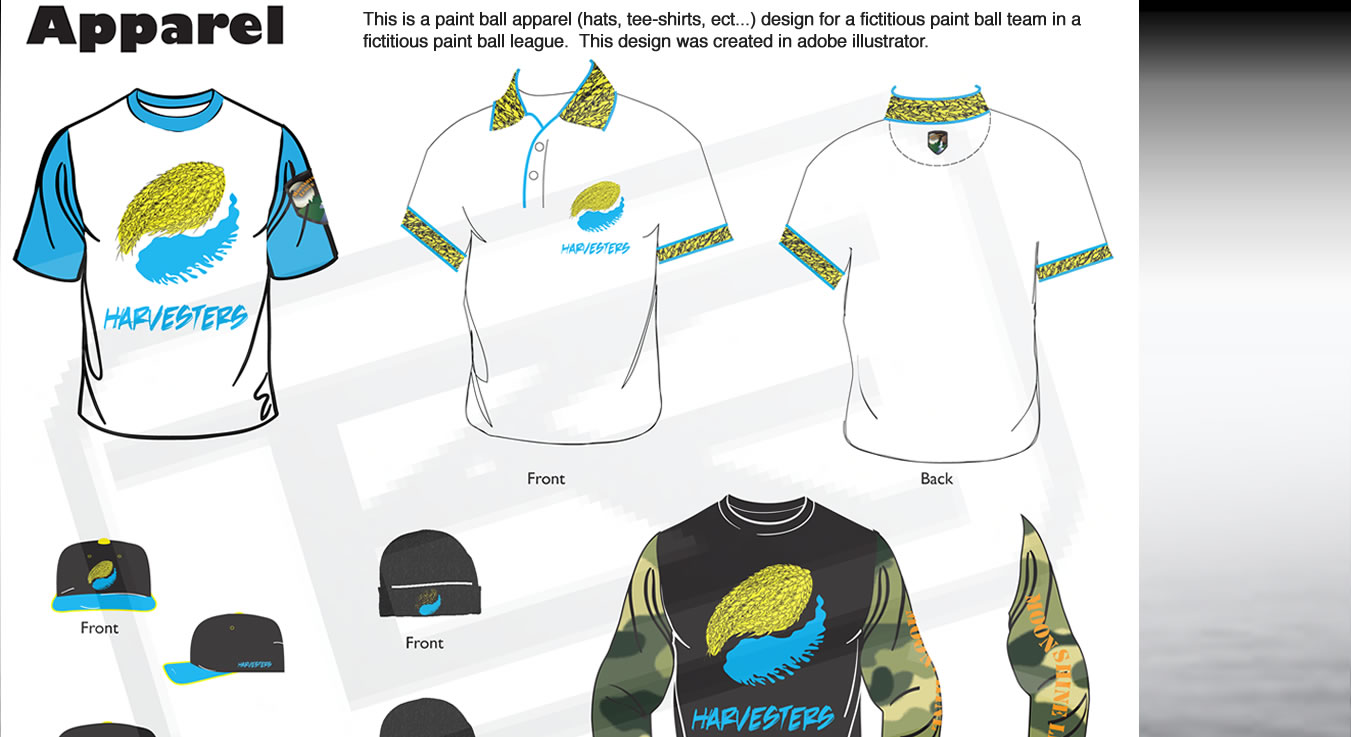 Apparel
This is a paint ball apparel (hats, tee-shirts, ect...) design for a fictitious paint ball team in a
fictitious paint ball league.  This design was created in adobe illustrator.
HARVESTERS
HARVESTERS
Front
Back
Front
HARVESTERS
Front
HARVESTERS
MOON SHINE